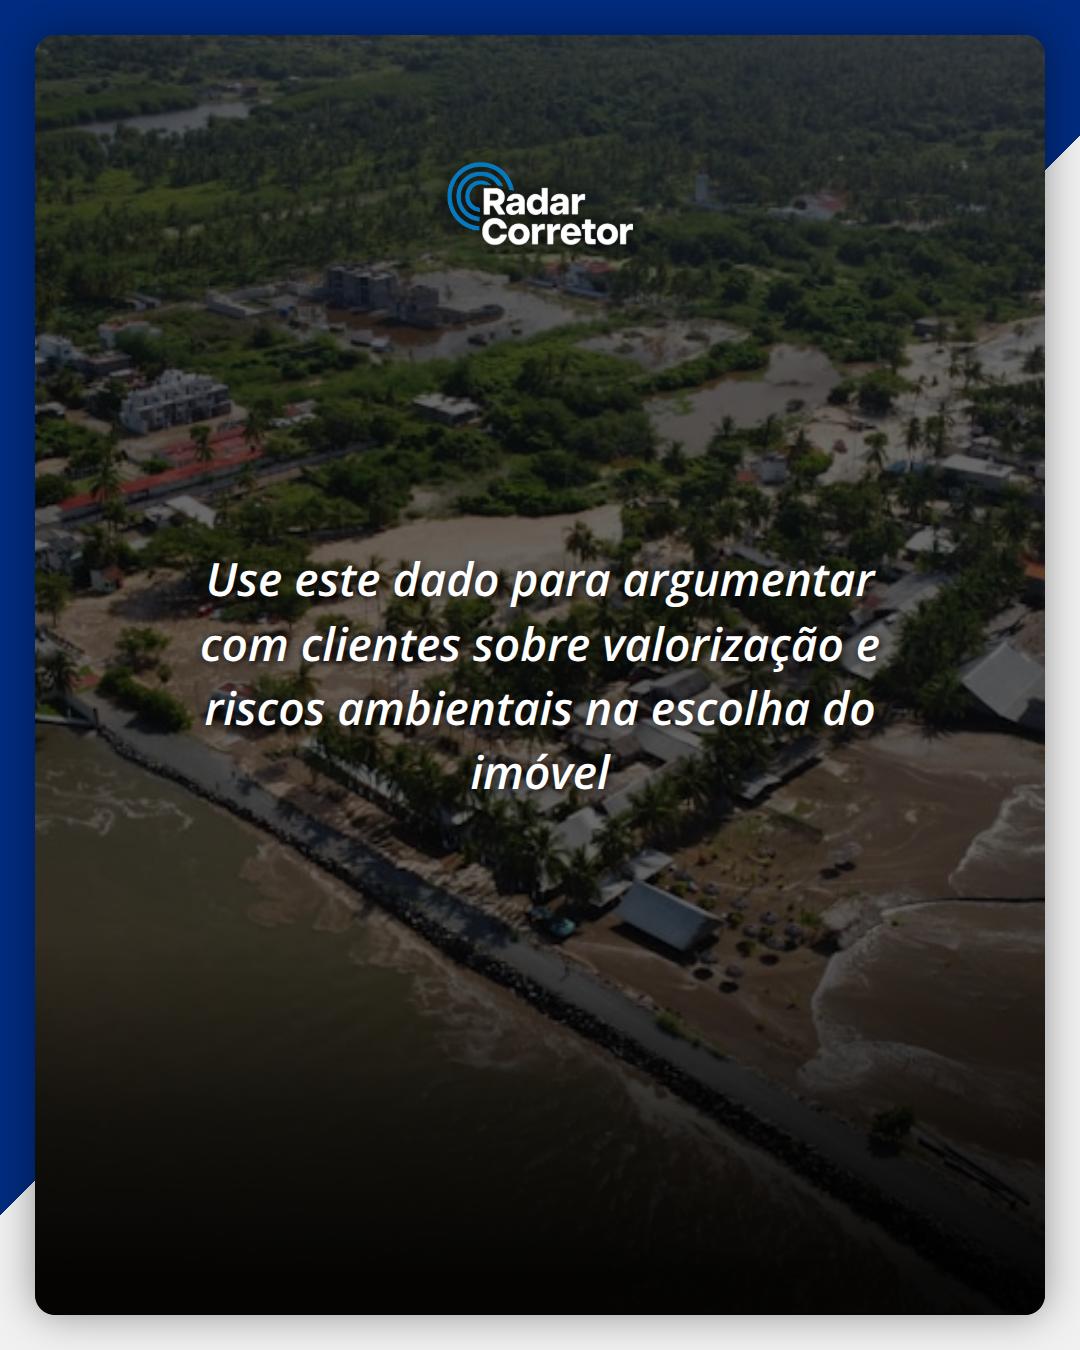 Radar
Corretor
Use este dado para argumentar
com clientes sobre valorização e
riscos ambientais na escolha do
imóvel